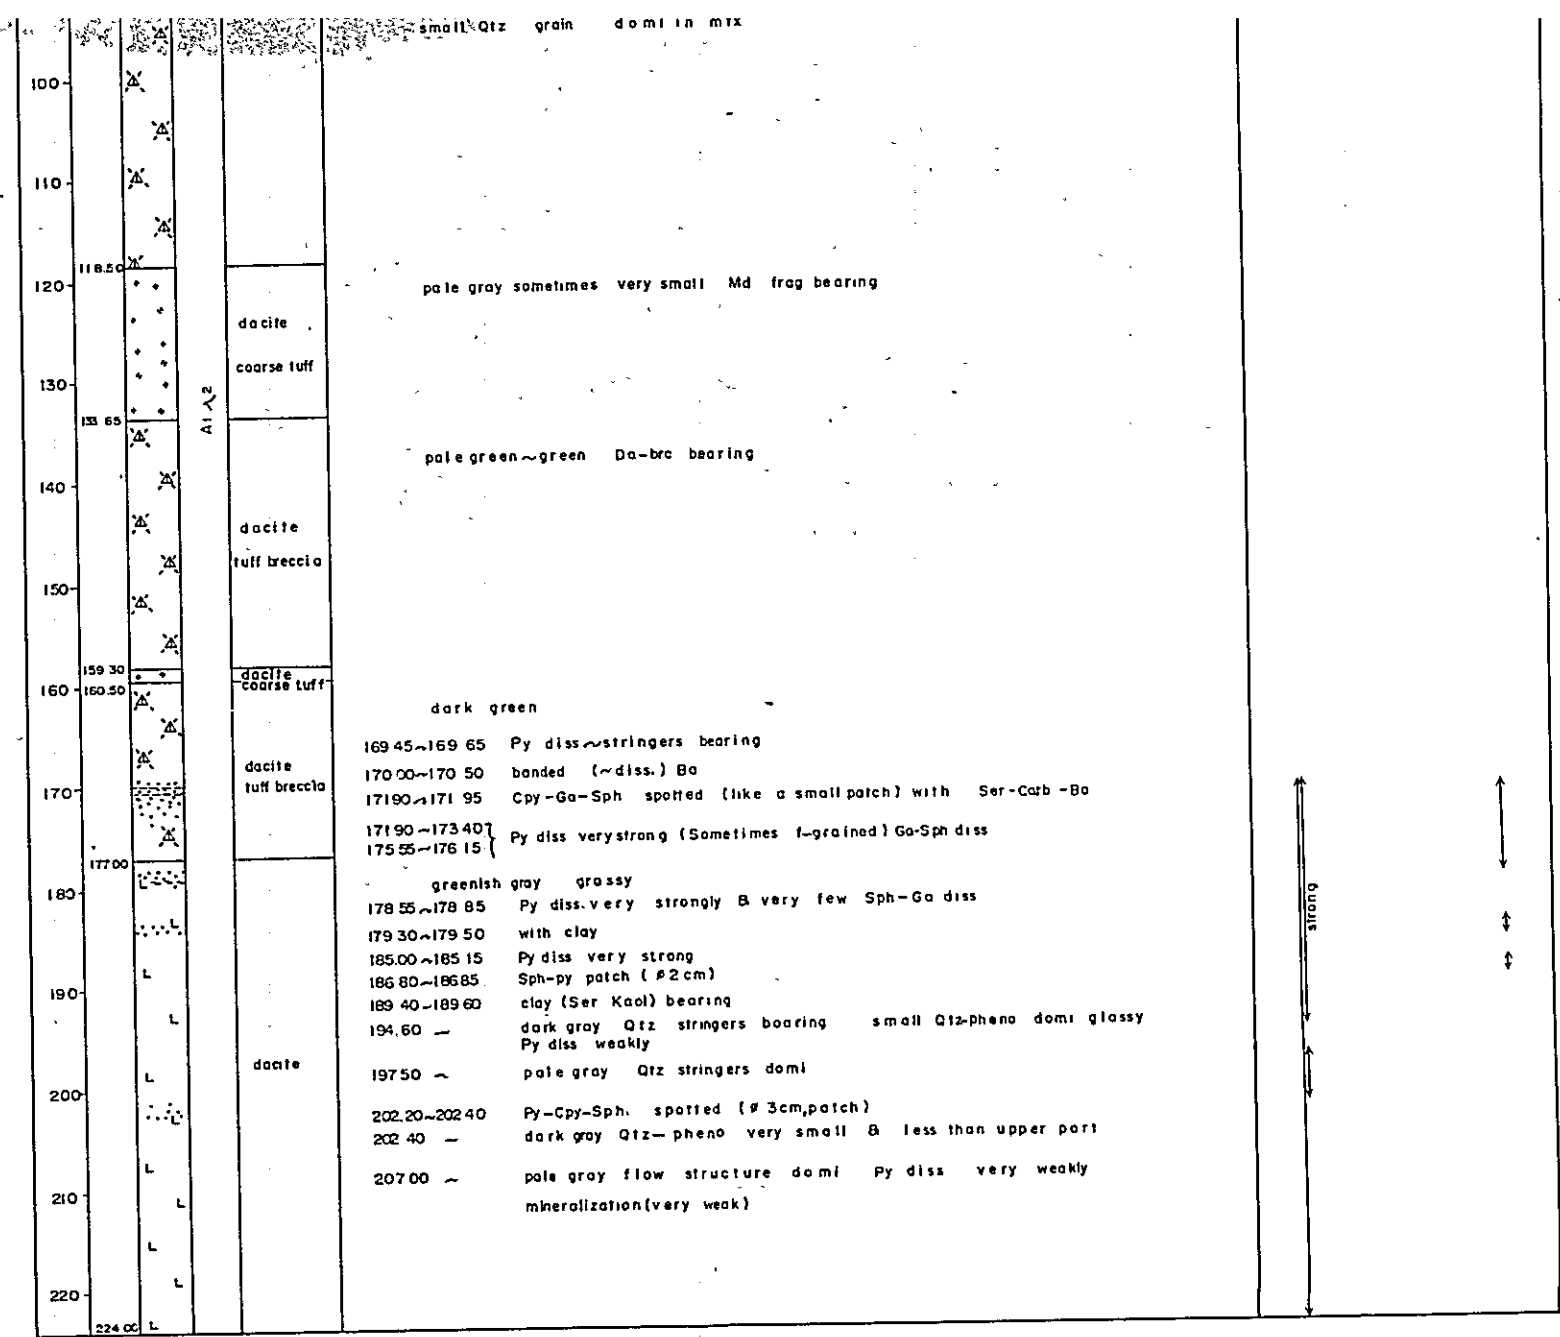 small Qtz grain domi in mtx
100
110
118.50
120
pale gray sometimes very small Md frag bearing
dacite
coarse tuff
130
133 65
pale green~green Da-brc bearing
140
dacite
tuff breccia
150
159 30
dacite
coarse tuff
160
160.50
dark green
169 45~169 65 Py diss~stringers bearing
dacite
tuff breccia
170 00~170 50 banded (~diss.) Ba
170
171 90~171 95 Cpy-Ga-Sph spotted (like a small patch) with Ser-Carb-Ba
171 90~173 40
175 55~176 15 } Py diss very strong (Sometimes f-grained) Ga-Sph diss
177 00
greenish gray grassy
180
178 55~178 85 Py diss. very strongly & very few Sph-Ga diss
strong
179 30~179 50 with clay
185.00~185 15 Py diss very strong
186 80~186 85 Sph-py patch (ø2cm)
190
189 40~189 60 clay (Ser Kaol) bearing
194.60 ~ dark gray Qtz stringers boaring small Qtz-pheno domi glassy
Py diss weakly
dacite
197 50 ~ pale gray Qtz stringers domi
200
202.20~202 40 Py-Cpy-Sph. spotted (ø 3cm,patch)
202 40 ~ dark gray Qtz-pheno very small & less than upper part
207 00 ~ pale gray flow structure domi Py diss very weakly
210
mineralization(very weak)
220
224 00